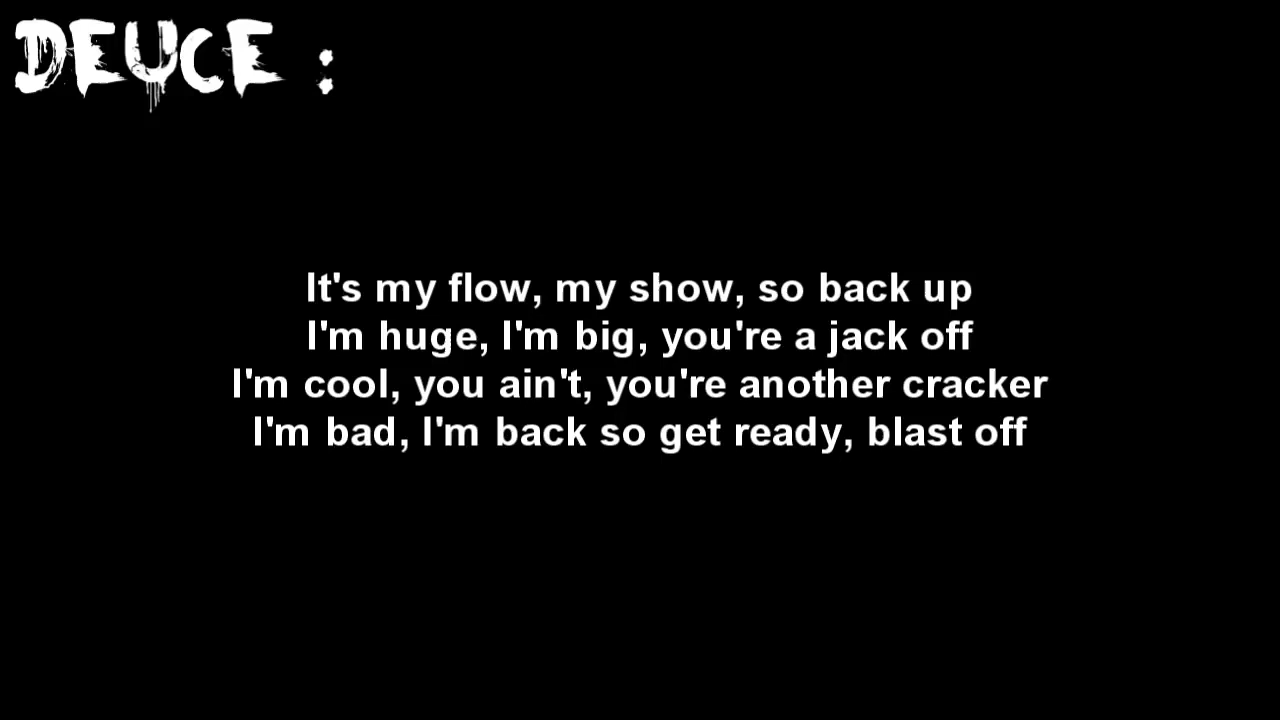 DEUCE :
It's my flow, my show, so back up
I'm huge, I'm big, you're a jack off
I'm cool, you ain't, you're another cracker
I'm bad, I'm back so get ready, blast off